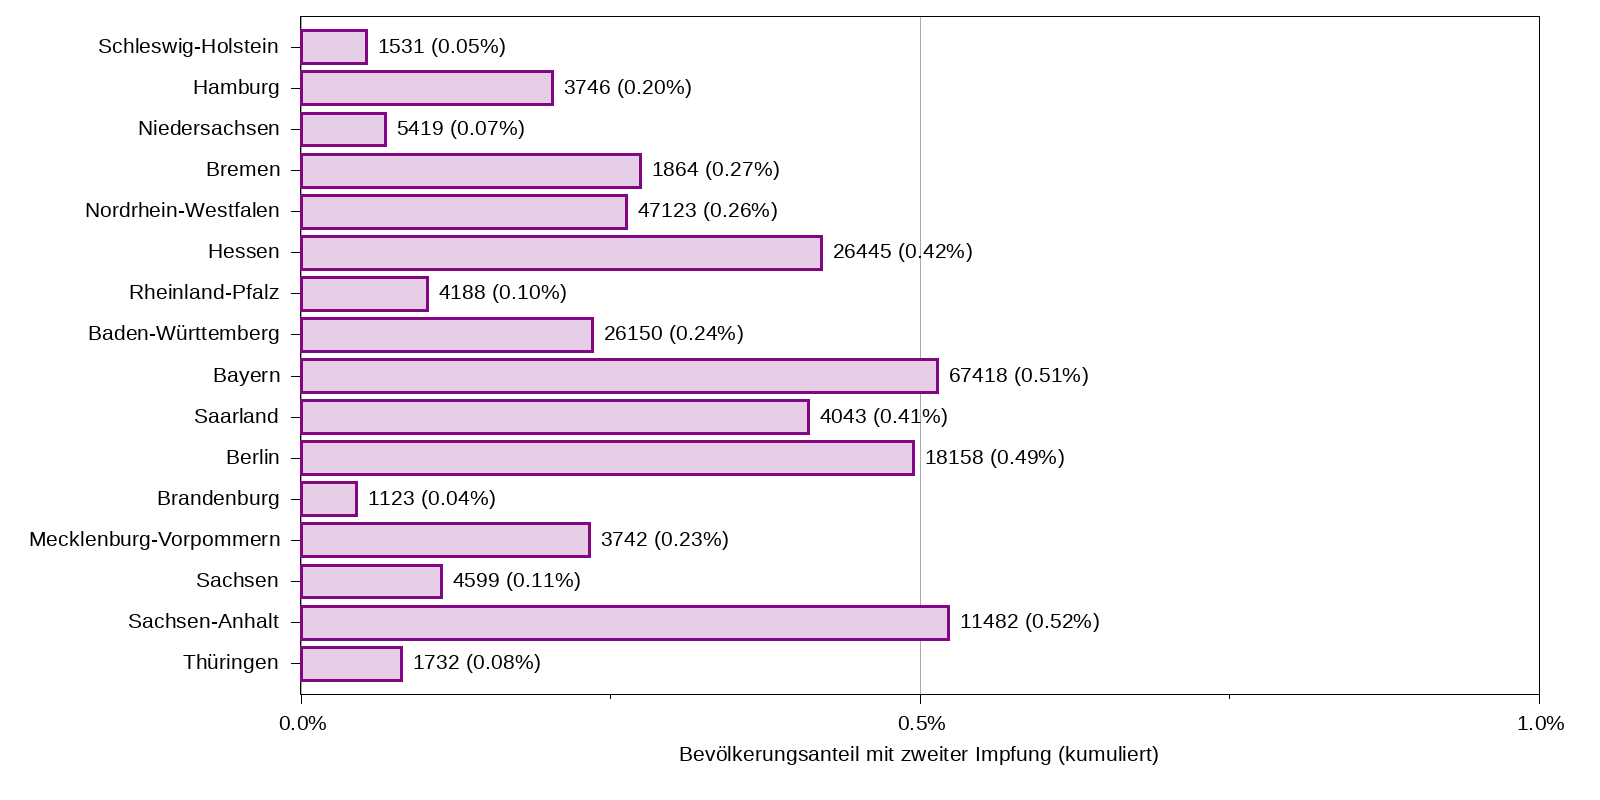 Schleswig-Holstein 1531 (0.05%)
Hamburg 3746 (0.20%)
Niedersachsen 5419 (0.07%)
Bremen 1864 (0.27%)
Nordrhein-Westfalen 47123 (0.26%)
Hessen 26445 (0.42%)
Rheinland-Pfalz 4188 (0.10%)
Baden-Württemberg 26150 (0.24%)
Bayern 67418 (0.51%)
Saarland 4043 (0.41%)
Berlin 18158 (0.49%)
Brandenburg 1123 (0.04%)
Mecklenburg-Vorpommern 3742 (0.23%)
Sachsen 4599 (0.11%)
Sachsen-Anhalt 11482 (0.52%)
Thüringen 1732 (0.08%)
0.0% 0.5% 1.0%
Bevölkerungsanteil mit zweiter Impfung (kumuliert)